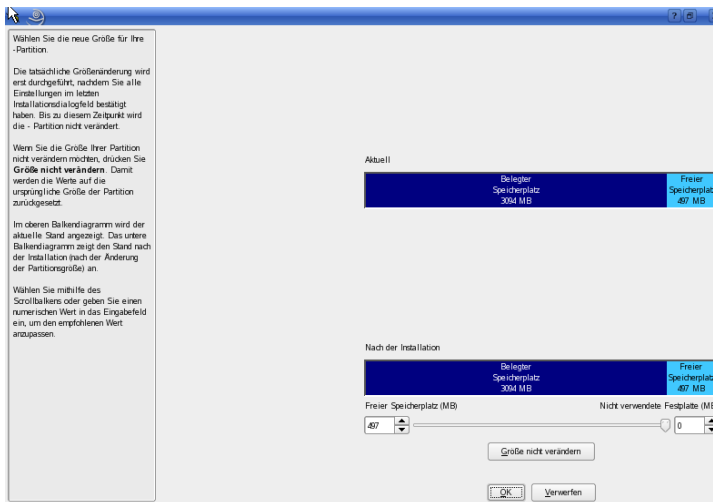 Wählen Sie die neue Größe für Ihre
-Partition.
Die tatsächliche Größenänderung wird
erst durchgeführt, nachdem Sie alle
Einstellungen im letzten
Installationsdialogfeld bestätigt
haben. Bis zu diesem Zeitpunkt wird
die - Partition nicht verändert.
Wenn Sie die Größe Ihrer Partition
nicht verändern möchten, drücken Sie
Größe nicht verändern. Damit
werden die Werte auf die
ursprüngliche Größe der Partition
zurückgesetzt.
Im oberen Balkendiagramm wird der
aktuelle Stand angezeigt. Das untere
Balkendiagramm zeigt den Stand nach
der Installation (nach der Änderung
der Partitionsgröße) an.
Wählen Sie mithilfe des
Scrollbalkens oder geben Sie einen
numerischen Wert in das Eingabefeld
ein, um den empfohlenen Wert
anzupassen.
Aktuell
Belegter
Speicherplatz
3094 MB
Freier
Speicherplatz
497 MB
Nach der Installation
Belegter
Speicherplatz
3094 MB
Freier
Speicherplatz
497 MB
Freier Speicherplatz (MB)
Nicht verwendete Festplatte (MB
497
0
Größe nicht verändern
OK
Verwerfen